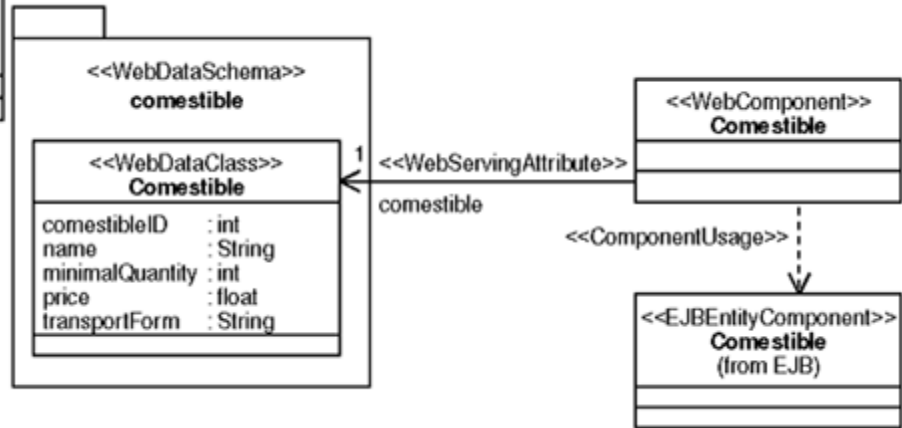 <<WebDataSchema>>
comestible
<<WebDataClass>>
Comestible
comestibleID : int
name : String
minimalQuantity : int
price : float
transportForm : String
1
<<WebServingAttribute>>
comestible
<<WebComponent>>
Comestible
<<ComponentUsage>>
<<EJBEntityComponent>>
Comestible
(from EJB)